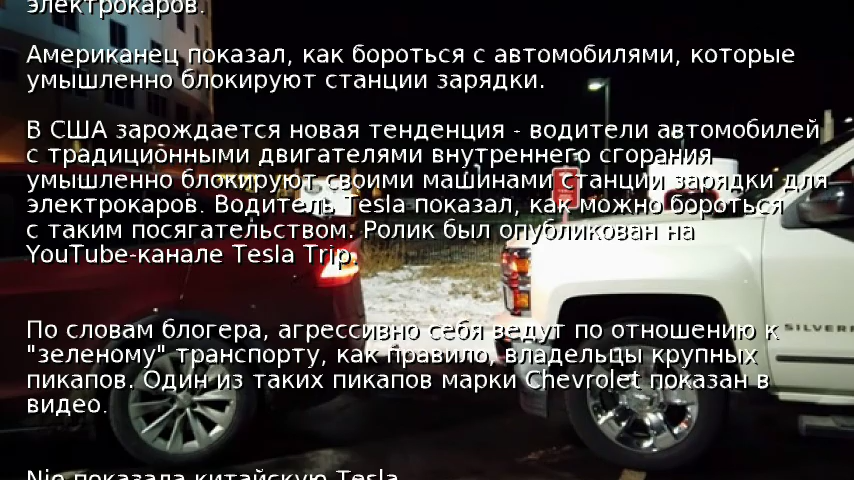 электрокаров.
Американец показал, как бороться с автомобилями, которые
умышленно блокируют станции зарядки.
В США зарождается новая тенденция - водители автомобилей
с традиционными двигателями внутреннего сгорания
умышленно блокируют своими машинами станции зарядки для
электрокаров. Водитель Tesla показал, как можно бороться
с таким посягательством. Ролик был опубликован на
YouTube-канале Tesla Trip.
По словам блогера, агрессивно себя ведут по отношению к
"зеленому" транспорту, как правило, владельцы крупных
пикапов. Один из таких пикапов марки Chevrolet показан в
видео.
Nio показала китайскую Tesla
SILVER